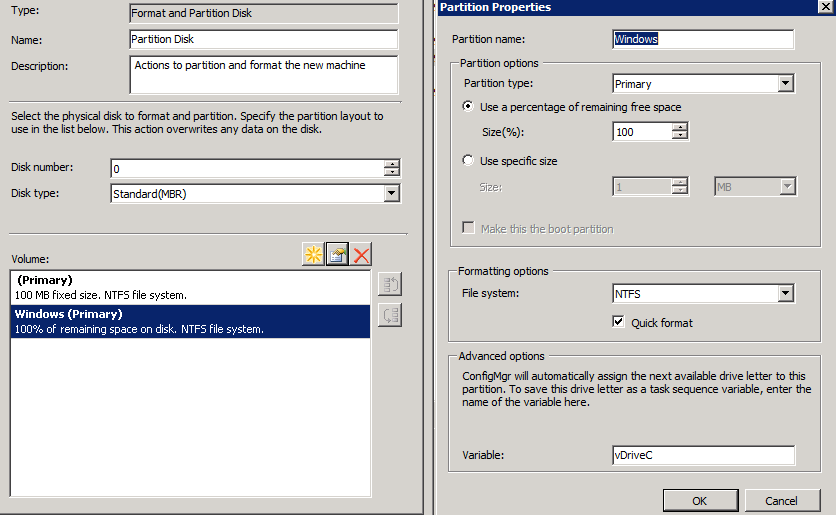 Type:
Format and Partition Disk
Name:
Partition Disk
Description:
Actions to partition and format the new machine
Select the physical disk to format and partition. Specify the partition layout to
use in the list below. This action overwrites any data on the disk.
Disk number:
0
Disk type:
Standard(MBR)
Volume:
(Primary)
100 MB fixed size. NTFS file system.
Windows (Primary)
100% of remaining space on disk. NTFS file system.
Partition Properties
Partition name:
Windows
Partition options
Partition type:
Primary
Use a percentage of remaining free space
Size(%):
100
Use specific size
Size:
1
MB
Make this the boot partition
Formatting options
File system:
NTFS
Quick format
Advanced options
ConfigMgr will automatically assign the next available drive letter to this
partition. To save this drive letter as a task sequence variable, enter the
name of the variable here.
Variable:
vDriveC
OK
Cancel